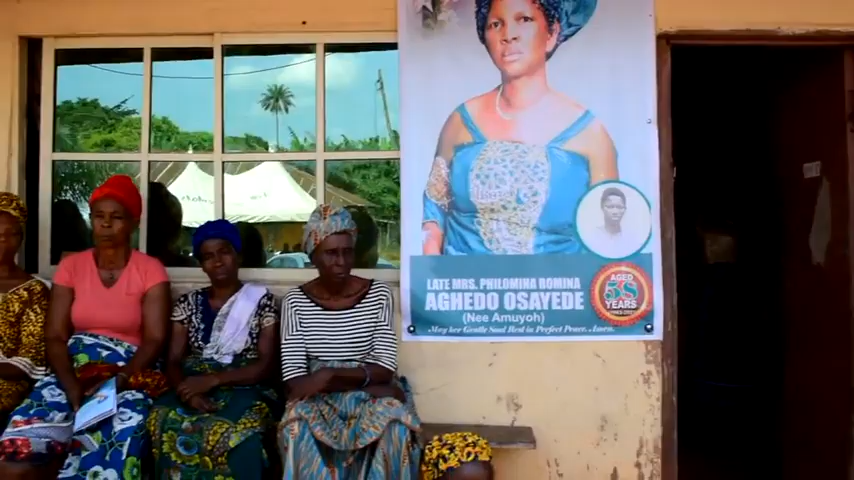 LATE MRS. PHILOMINA BOMINA
AGHEDO OSAYEDE
(Nee Amuyoh)
May Her Gentle Soul Rest In Perfect Peace. Amen.
AGED
58
YEARS